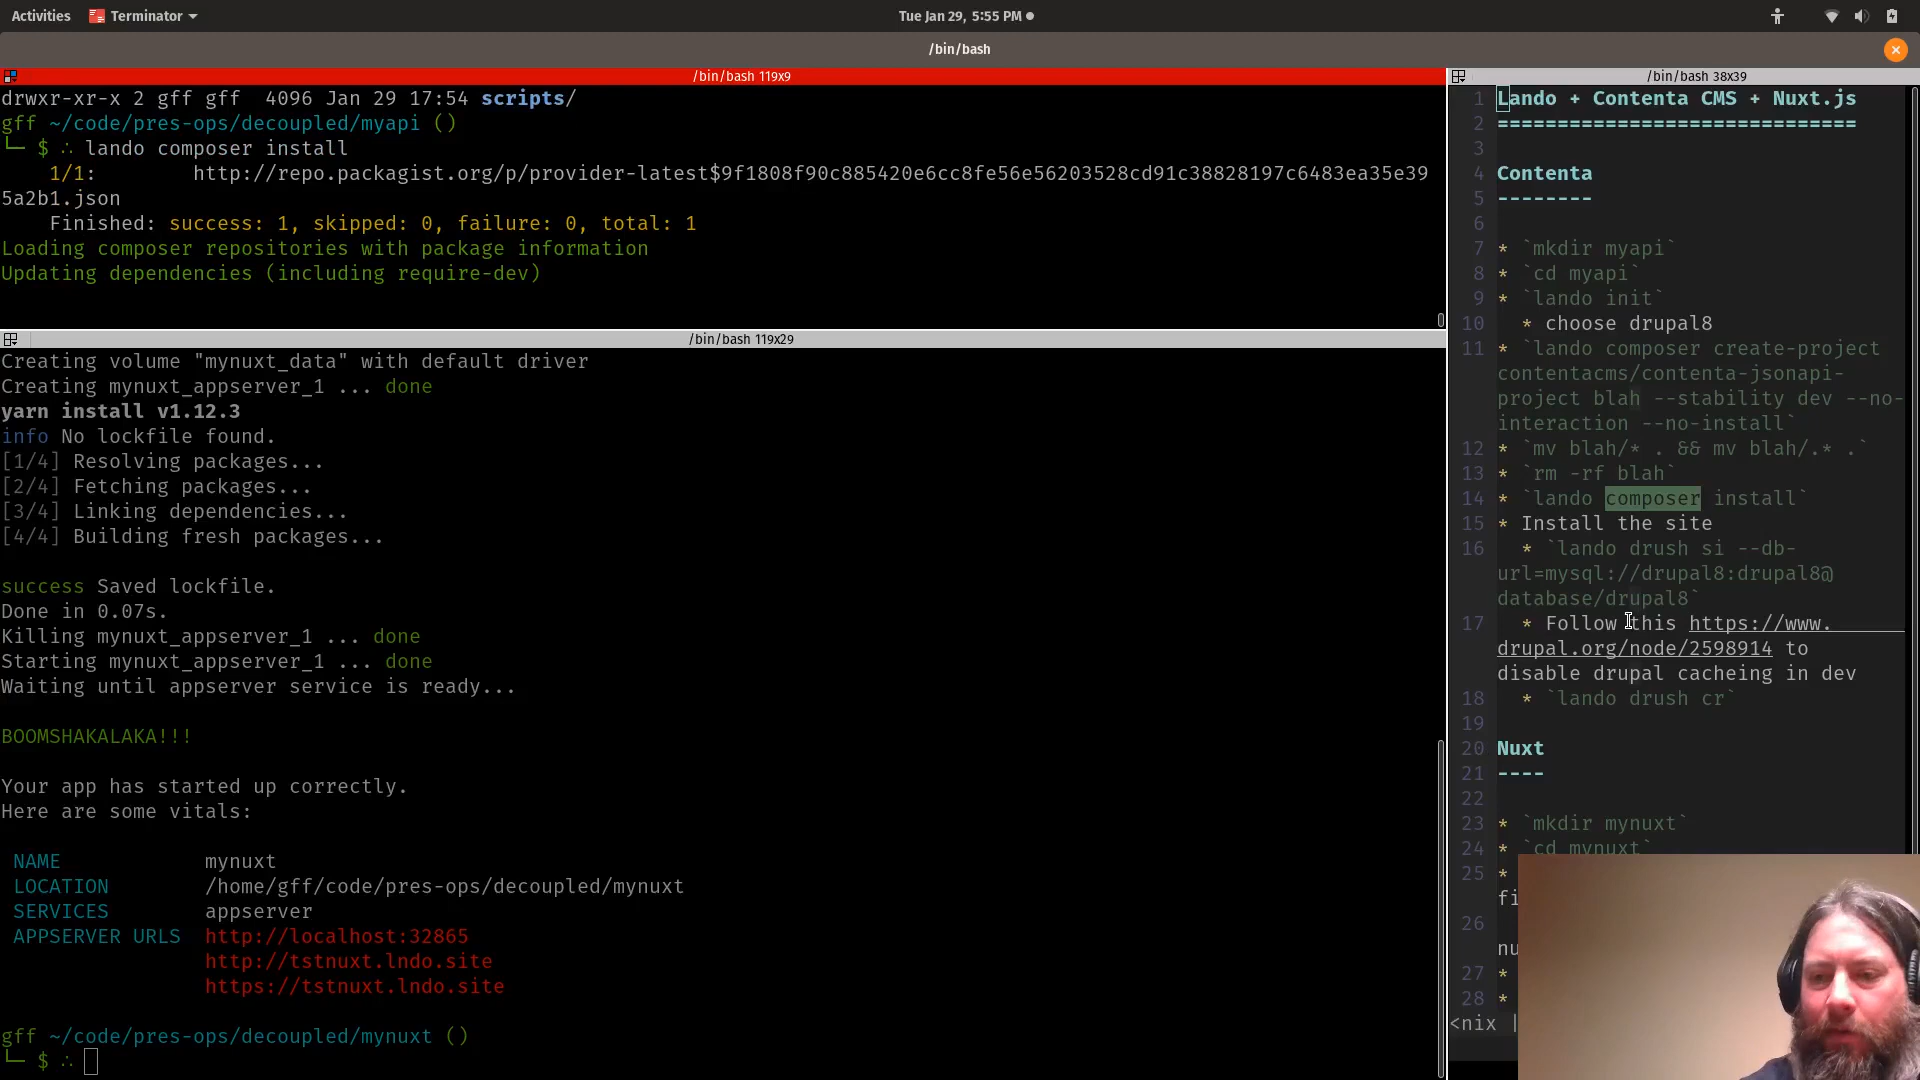 Activities
Terminator
Tue Jan 29, 5:55 PM
/bin/bash
/bin/bash 119x9
drwxr-xr-x 2 gff gff  4096 Jan 29 17:54 scripts/
gff ~/code/pres-ops/decoupled/myapi ()
└─ $ ∴ lando composer install
1/1:        http://repo.packagist.org/p/provider-latest$9f1808f90c885420e6cc8fe56e56203528cd91c38828197c6483ea35e39
5a2b1.json
Finished: success: 1, skipped: 0, failure: 0, total: 1
Loading composer repositories with package information
Updating dependencies (including require-dev)
/bin/bash 119x29
Creating volume "mynuxt_data" with default driver
Creating mynuxt_appserver_1 ... done
yarn install v1.12.3
info No lockfile found.
[1/4] Resolving packages...
[2/4] Fetching packages...
[3/4] Linking dependencies...
[4/4] Building fresh packages...
success Saved lockfile.
Done in 0.07s.
Killing mynuxt_appserver_1 ... done
Starting mynuxt_appserver_1 ... done
Waiting until appserver service is ready...
BOOMSHAKALAKA!!!
Your app has started up correctly.
Here are some vitals:
NAME           mynuxt
LOCATION       /home/gff/code/pres-ops/decoupled/mynuxt
SERVICES       appserver
APPSERVER URLS  http://localhost:32865
http://tstnuxt.lndo.site
https://tstnuxt.lndo.site
gff ~/code/pres-ops/decoupled/mynuxt ()
└─ $ ∴
/bin/bash 38x39
1 Lando + Contenta CMS + Nuxt.js
2 ==============================
3
4 Contenta
5 --------
6
7 * `mkdir myapi`
8 * `cd myapi`
9 * `lando init`
10   * choose drupal8
11 * `lando composer create-project
contentacms/contenta-jsonapi-
project blah --stability dev --no-
interaction --no-install`
12 * `mv blah/* . && mv blah/.* .`
13 * `rm -rf blah`
14 * `lando composer install`
15 * Install the site
16   * `lando drush si --db-
url=mysql://drupal8:drupal8@
database/drupal8`
17   * Follow this https://www.
drupal.org/node/2598914 to
disable drupal cacheing in dev
18   * `lando drush cr`
19
20 Nuxt
21 ----
22
23 * `mkdir mynuxt`
24 * `cd mynuxt`
25 *
fi
26
nu
27 *
28 *
<nix |